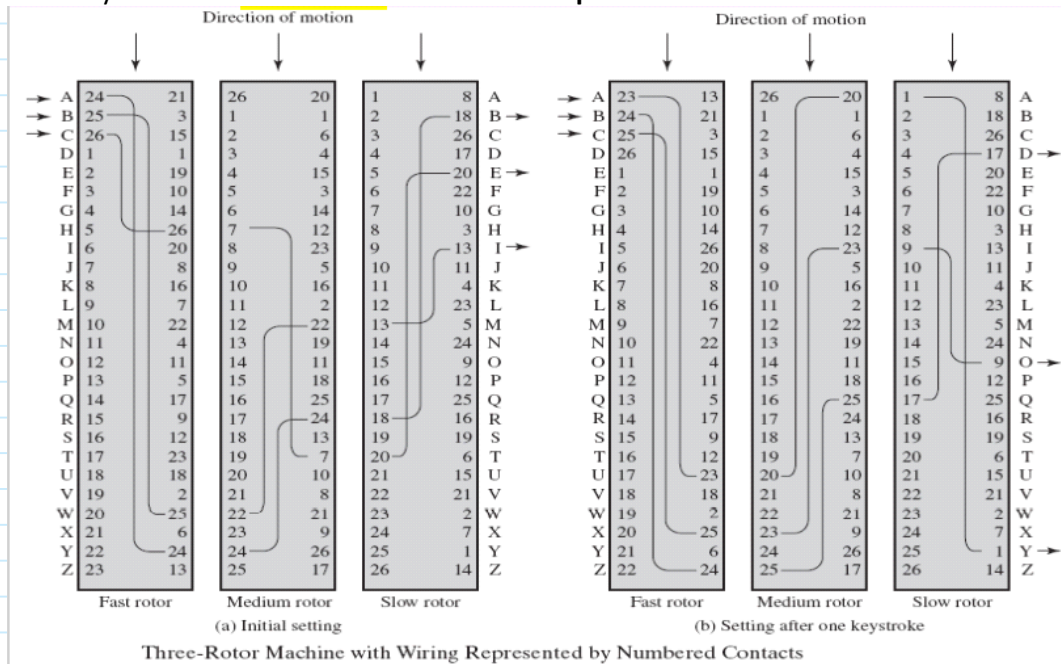 Direction of motion Direction of motion
A 24 21 26 20 1 8 A A 23 13 26 20 1 8 A
B 25 3 1 1 2 18 B B 24 21 1 1 2 18 B
C 26 15 2 6 3 26 C C 25 3 2 6 3 26 C
D 1 1 3 4 4 17 D D 26 15 3 4 4 17 D
E 2 19 4 15 5 20 E E 1 1 4 15 5 20 E
F 3 10 5 3 6 22 F F 2 19 5 3 6 22 F
G 4 14 6 14 7 10 G G 3 10 6 14 7 10 G
H 5 26 7 12 8 3 H H 4 14 7 12 8 3 H
I 6 20 8 23 9 13 I I 5 26 8 23 9 13 I
J 7 8 9 5 10 11 J J 6 20 9 5 10 11 J
K 8 16 10 16 11 4 K K 7 8 10 16 11 4 K
L 9 7 11 2 12 23 L L 8 16 11 2 12 23 L
M 10 22 12 22 13 5 M M 9 7 12 22 13 5 M
N 11 4 13 19 14 24 N N 10 22 13 19 14 24 N
O 12 11 14 11 15 9 O O 11 4 14 11 15 9 O
P 13 5 15 18 16 12 P P 12 11 15 18 16 12 P
Q 14 17 16 25 17 25 Q Q 13 5 16 25 17 25 Q
R 15 9 17 24 18 16 R R 14 17 17 24 18 16 R
S 16 12 18 13 19 19 S S 15 9 18 13 19 19 S
T 17 23 19 7 20 6 T T 16 12 19 7 20 6 T
U 18 18 20 10 21 15 U U 17 23 20 10 21 15 U
V 19 2 21 8 22 21 V V 18 18 21 8 22 21 V
W 20 25 22 21 23 2 W W 19 2 22 21 23 2 W
X 21 6 23 9 24 7 X X 20 25 23 9 24 7 X
Y 22 24 24 26 25 1 Y Y 21 6 24 26 25 1 Y
Z 23 13 25 17 26 14 Z Z 22 24 25 17 26 14 Z
Fast rotor Medium rotor Slow rotor Fast rotor Medium rotor Slow rotor
(a) Initial setting (b) Setting after one keystroke
Three-Rotor Machine with Wiring Represented by Numbered Contacts